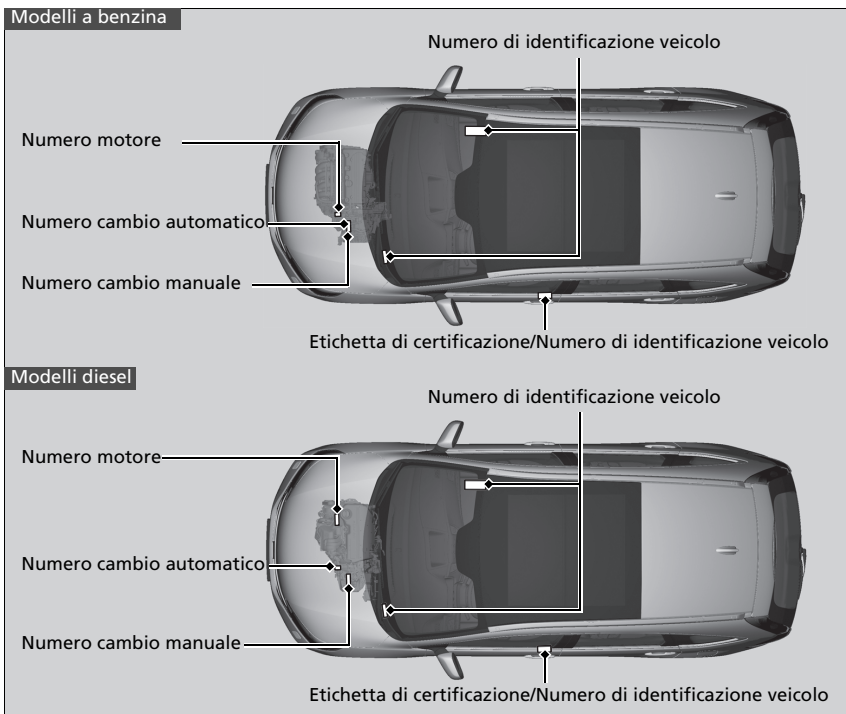 Modelli a benzina
Numero di identificazione veicolo
Numero motore
Numero cambio automatico
Numero cambio manuale
Etichetta di certificazione/Numero di identificazione veicolo
Modelli diesel
Numero di identificazione veicolo
Numero motore
Numero cambio automatico
Numero cambio manuale
Etichetta di certificazione/Numero di identificazione veicolo